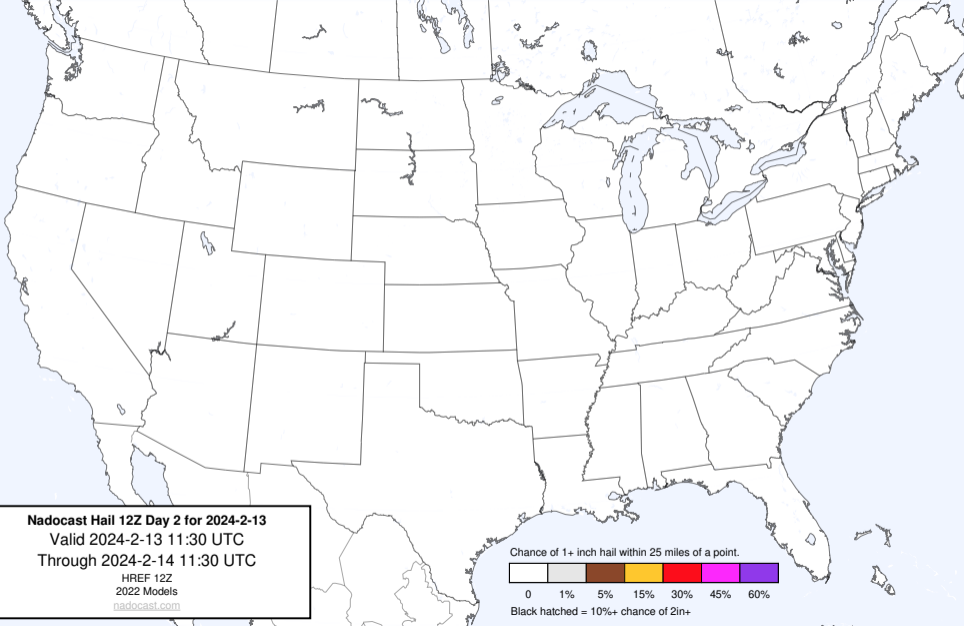 Nadocast Hail 12Z Day 2 for 2024-2-13
Valid 2024-2-13 11:30 UTC
Through 2024-2-14 11:30 UTC
HREF 12Z
2022 Models
nadocast.com
Chance of 1+ inch hail within 25 miles of a point.
0 1% 5% 15% 30% 45% 60%
Black hatched = 10%+ chance of 2in+